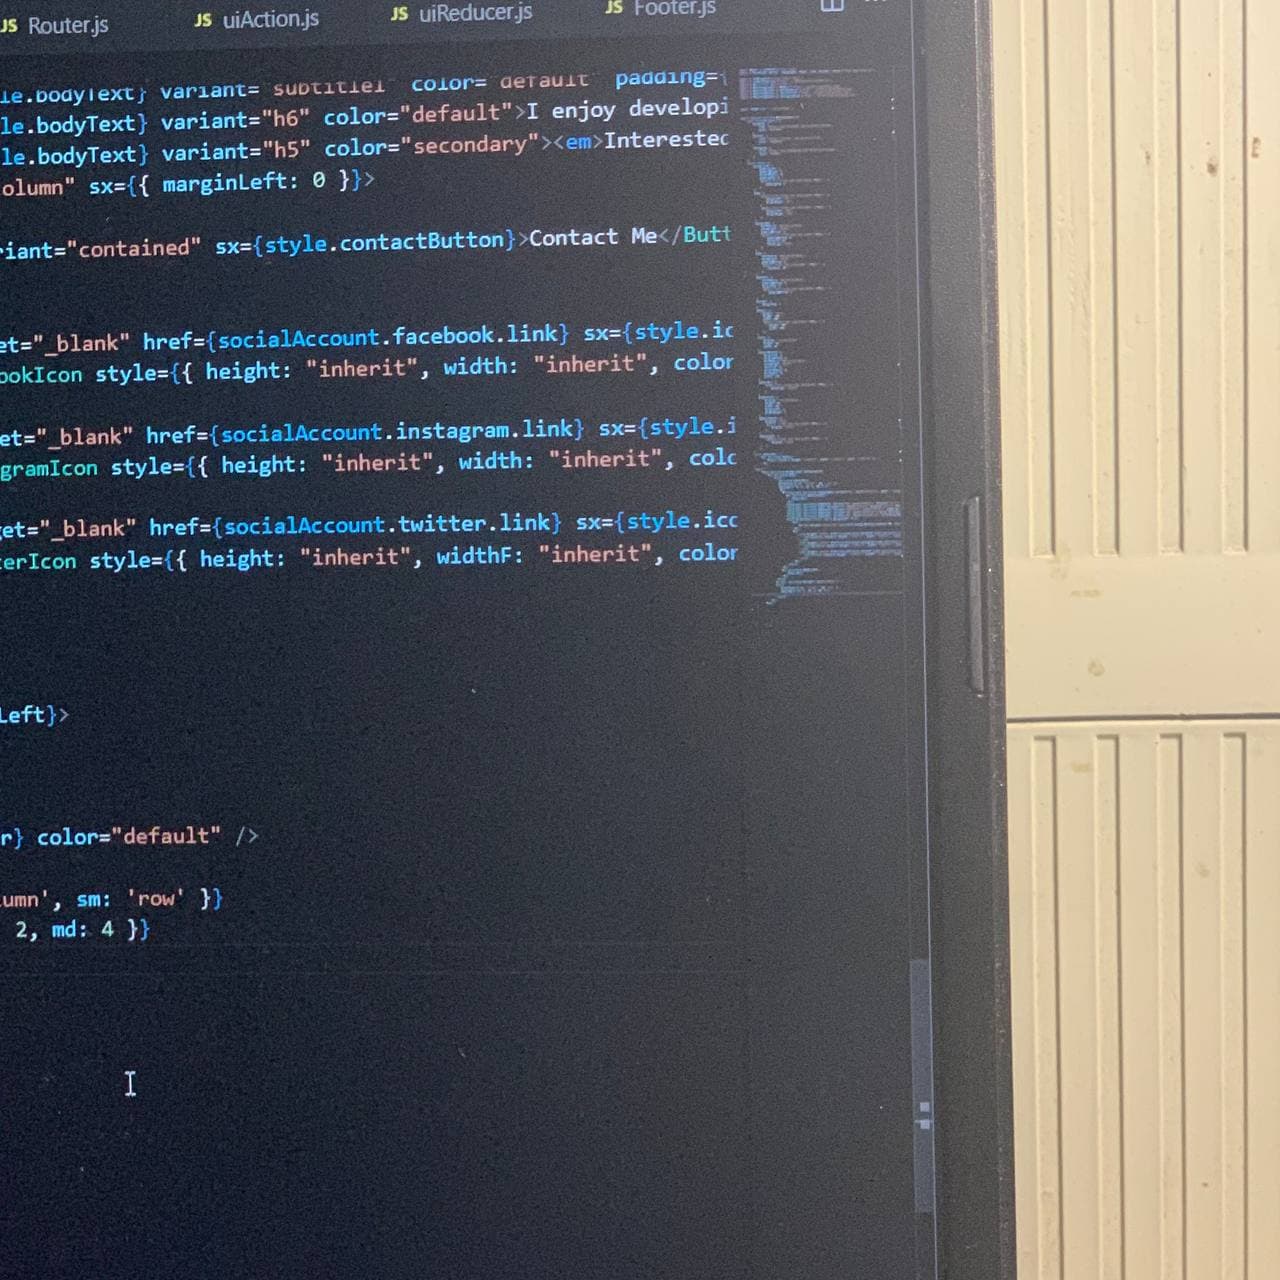 JS Router.js JS uiAction.js JS uiReducer.js JS Footer.js
le.bodyText} variant="subtitle1" color="default" padding={
le.bodyText} variant="h6" color="default">I enjoy developi
le.bodyText} variant="h5" color="secondary"><em>Interested
olumn" sx={{ marginLeft: 0 }}>
riant="contained" sx={style.contactButton}>Contact Me</Butt
et="_blank" href={socialAccount.facebook.link} sx={style.ic
ookIcon style={{ height: "inherit", width: "inherit", color
et="_blank" href={socialAccount.instagram.link} sx={style.i
gramIcon style={{ height: "inherit", width: "inherit", colo
get="_blank" href={socialAccount.twitter.link} sx={style.ico
terIcon style={{ height: "inherit", widthF: "inherit", color
Left}>
r} color="default" />
umn', sm: 'row' }}
2, md: 4 }}